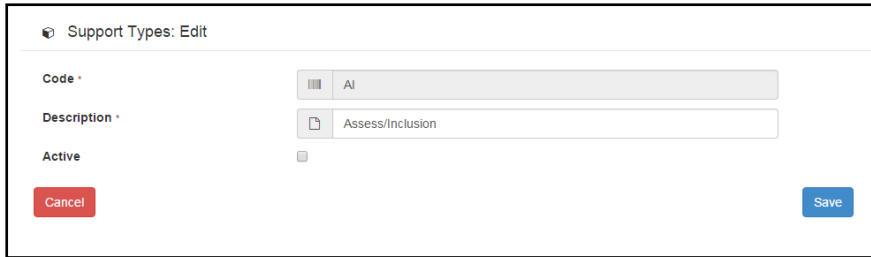 Support Types: Edit
Code *
AI
Description *
Assess/Inclusion
Active
Cancel
Save